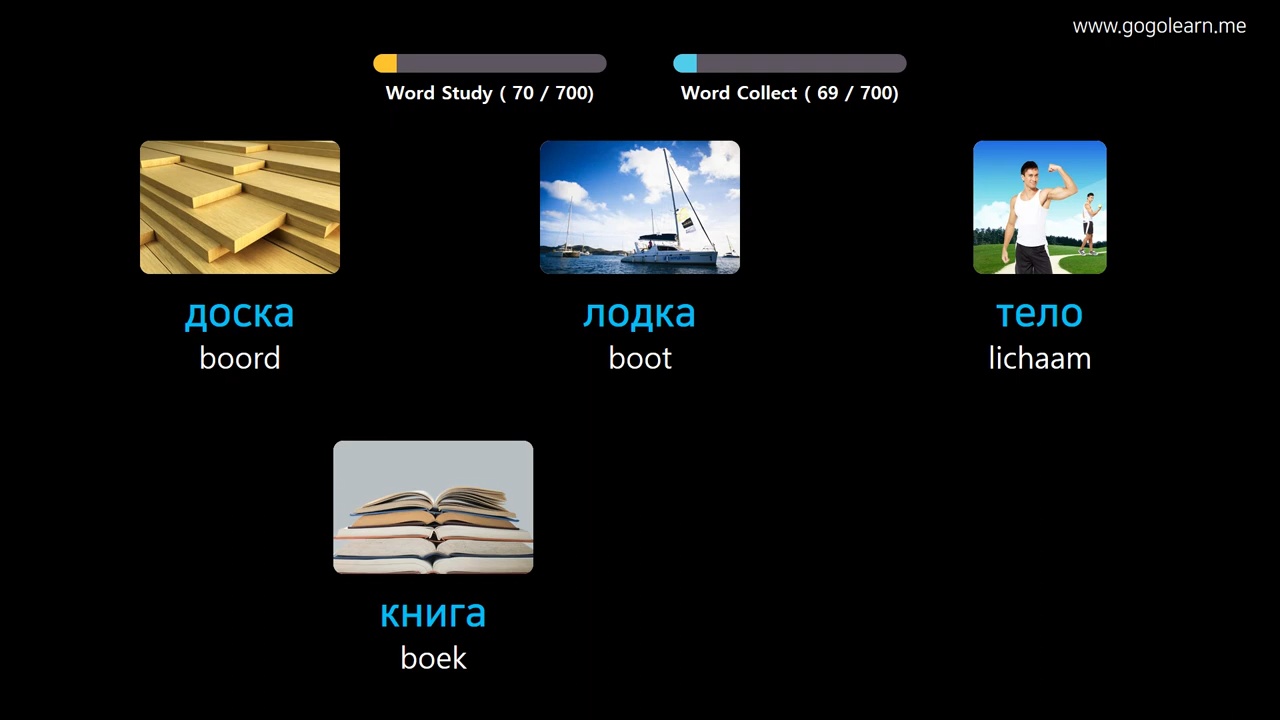 www.gogolearn.me
Word Study ( 70 / 700)
Word Collect ( 69 / 700)
доска
boord
лодка
boot
тело
lichaam
книга
boek